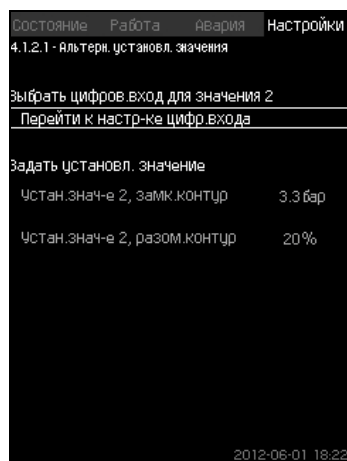 Состояние Работа Авария Настройки
4.1.2.1 - Альтерн. установл. значения
Выбрать цифров.вход для значения 2
Перейти к настр-ке цифр.входа
Задать установл. значение
Устан.знач-е 2, замк.контур 3.3 бар
Устан.знач-е 2, разом.контур 20%
2012-06-01 18:22